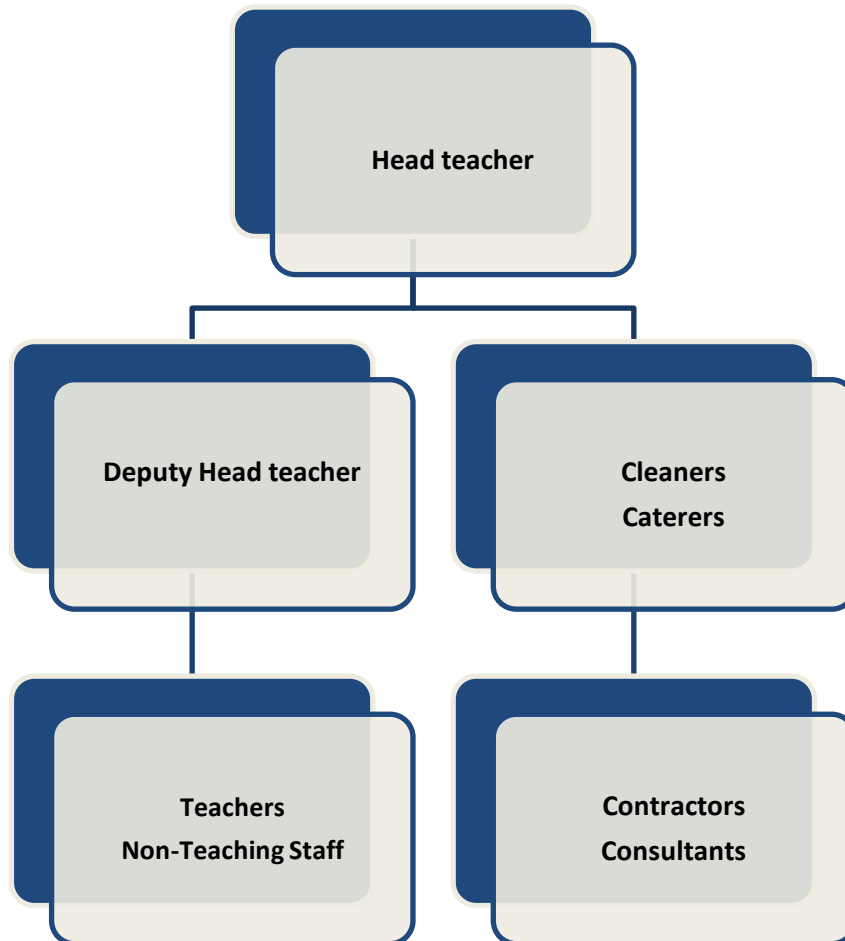 Head teacher
Deputy Head teacher
Cleaners
Caterers
Teachers
Non-Teaching Staff
Contractors
Consultants